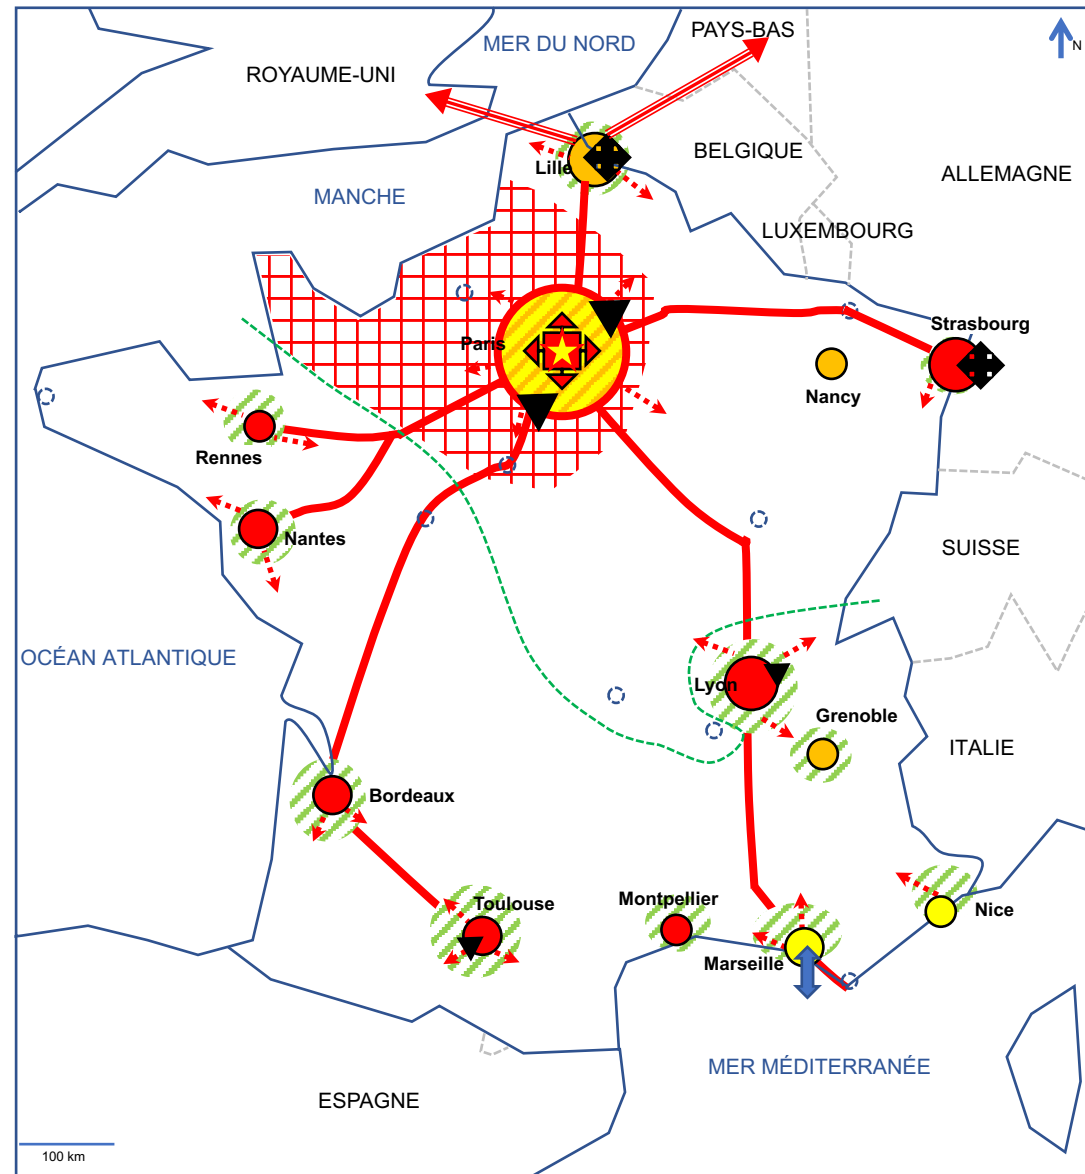 PAYS-BAS
MER DU NORD
N
ROYAUME-UNI
BELGIQUE
Lille
ALLEMAGNE
MANCHE
LUXEMBOURG
Strasbourg
Paris
Nancy
Rennes
Nantes
SUISSE
OCÉAN ATLANTIQUE
Lyon
Grenoble
ITALIE
Bordeaux
Toulouse
Montpellier
Nice
Marseille
MER MÉDITERRANÉE
ESPAGNE
100 km